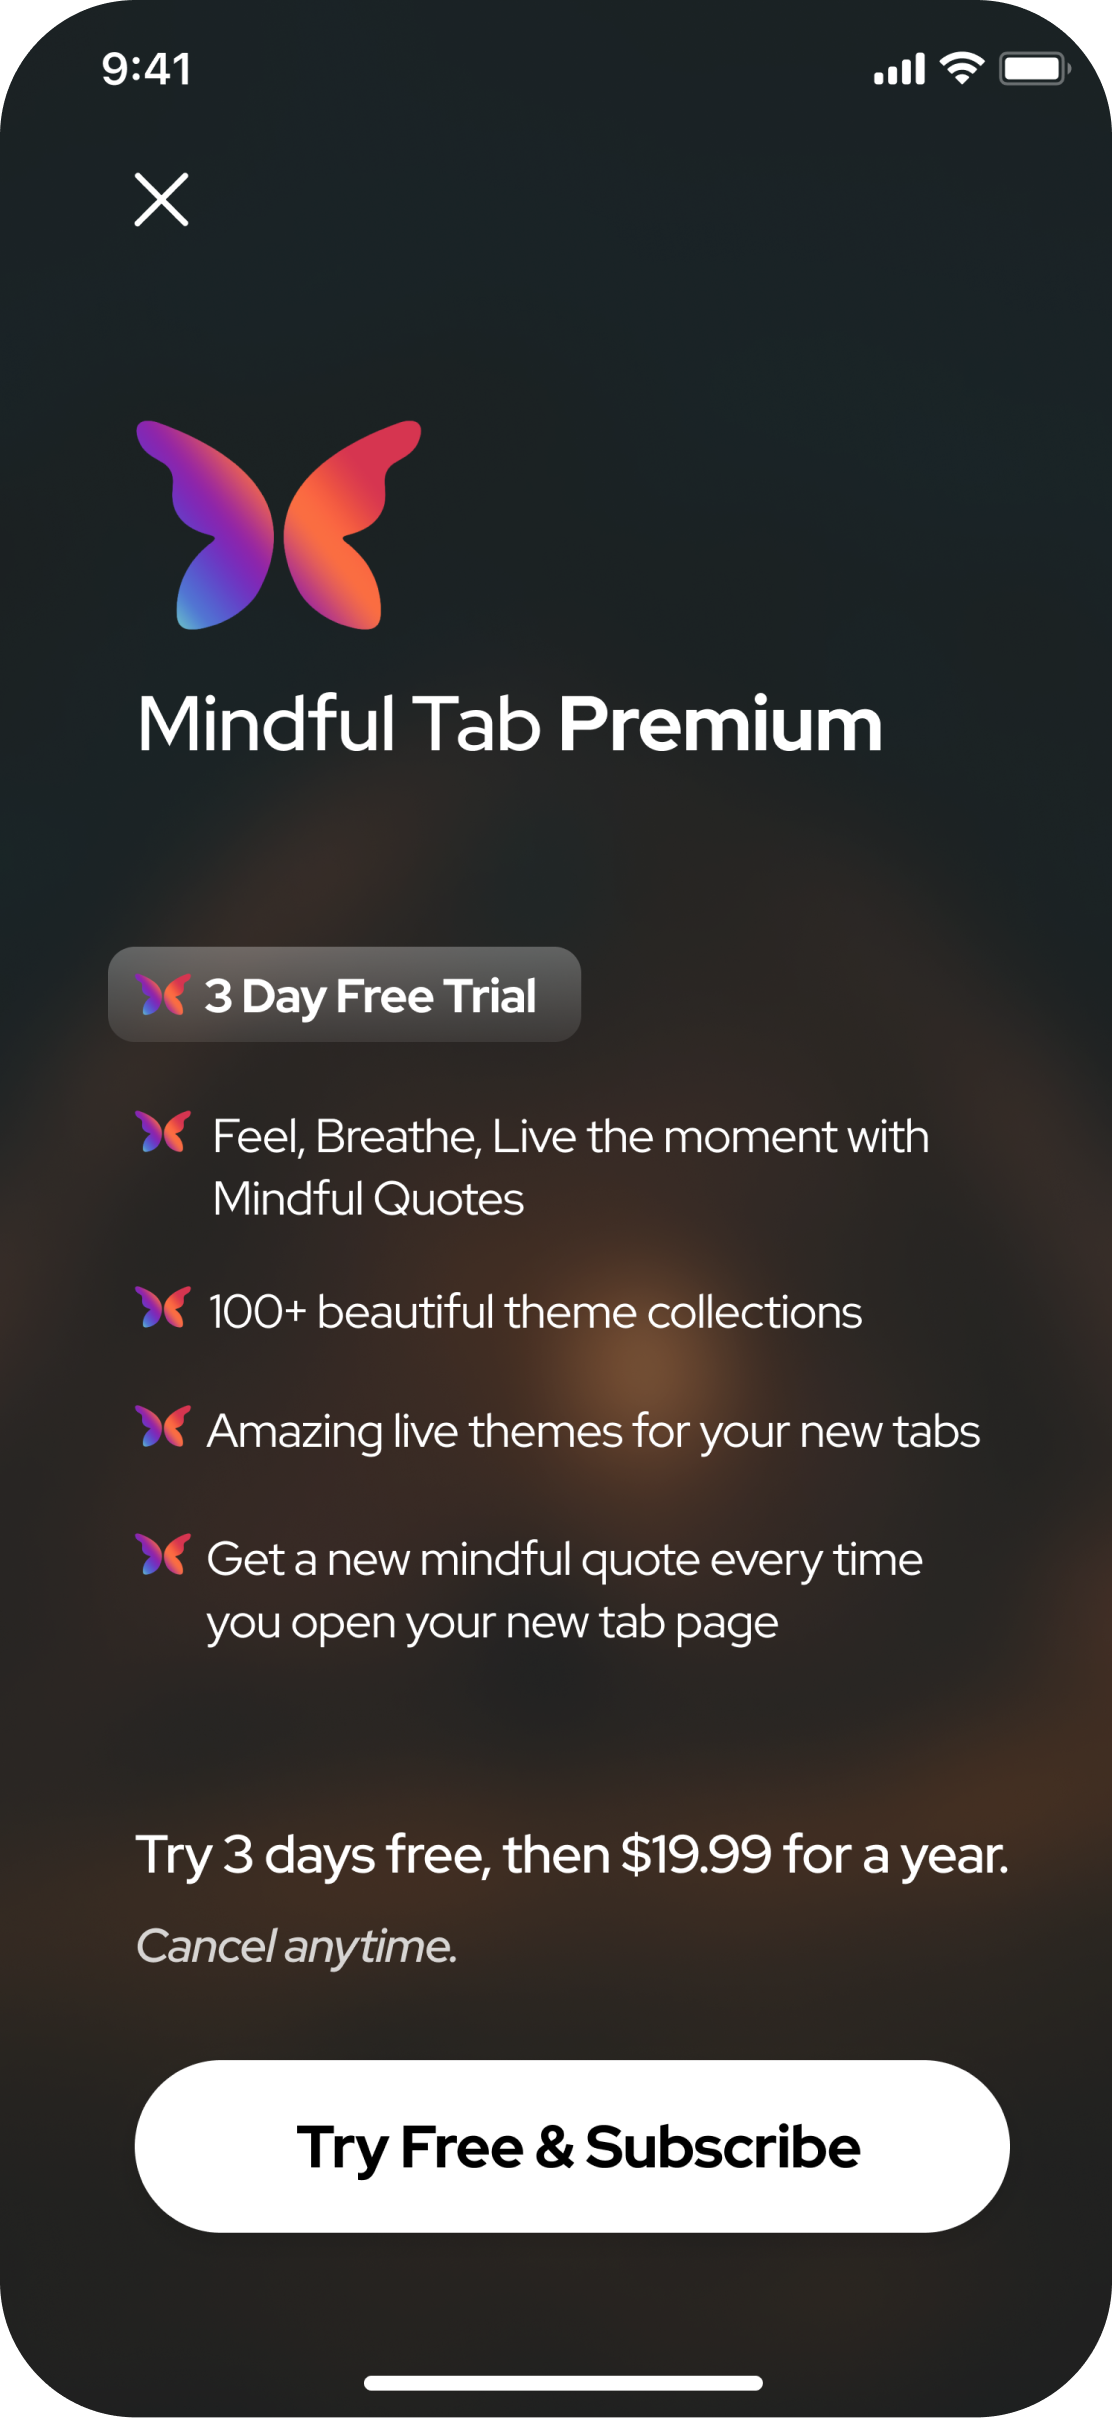 9:41
Mindful Tab Premium
3 Day Free Trial
Feel, Breathe, Live the moment with
Mindful Quotes
100+ beautiful theme collections
Amazing live themes for your new tabs
Get a new mindful quote every time
you open your new tab page
Try 3 days free, then $19.99 for a year.
Cancel anytime.
Try Free & Subscribe